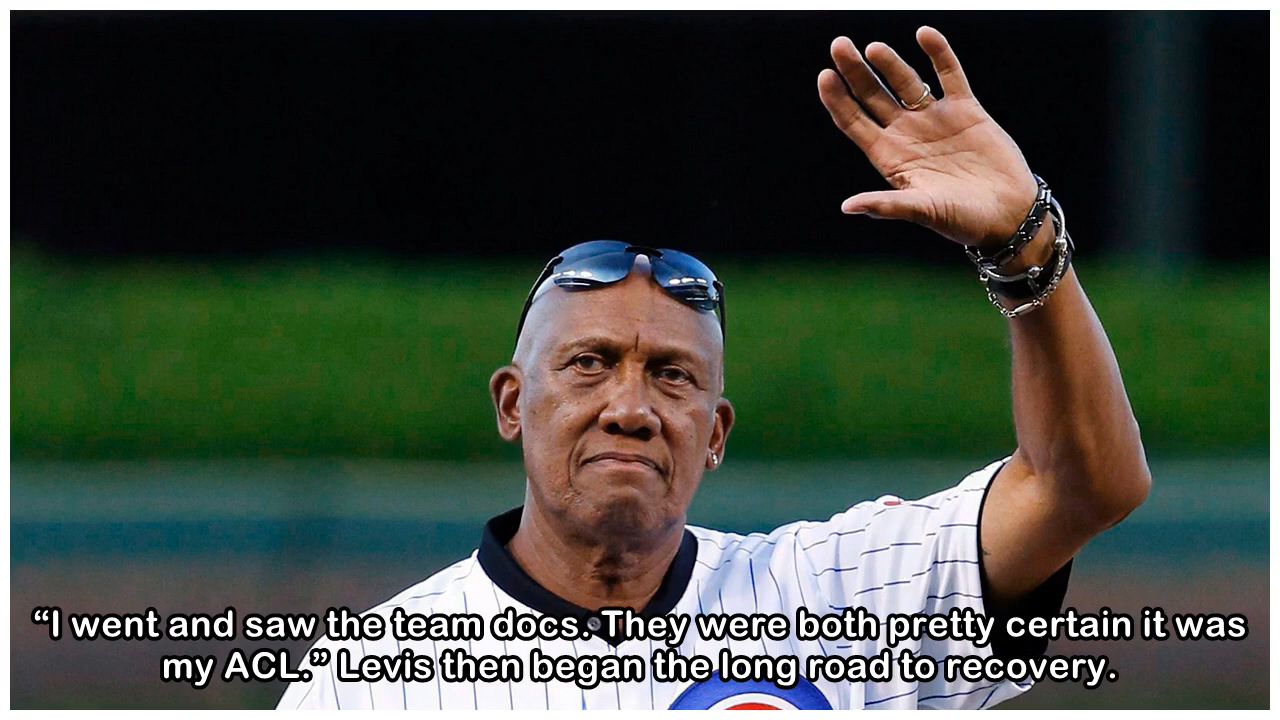 “I went and saw the team docs. They were both pretty certain it was
my ACL.” Levis then began the long road to recovery.